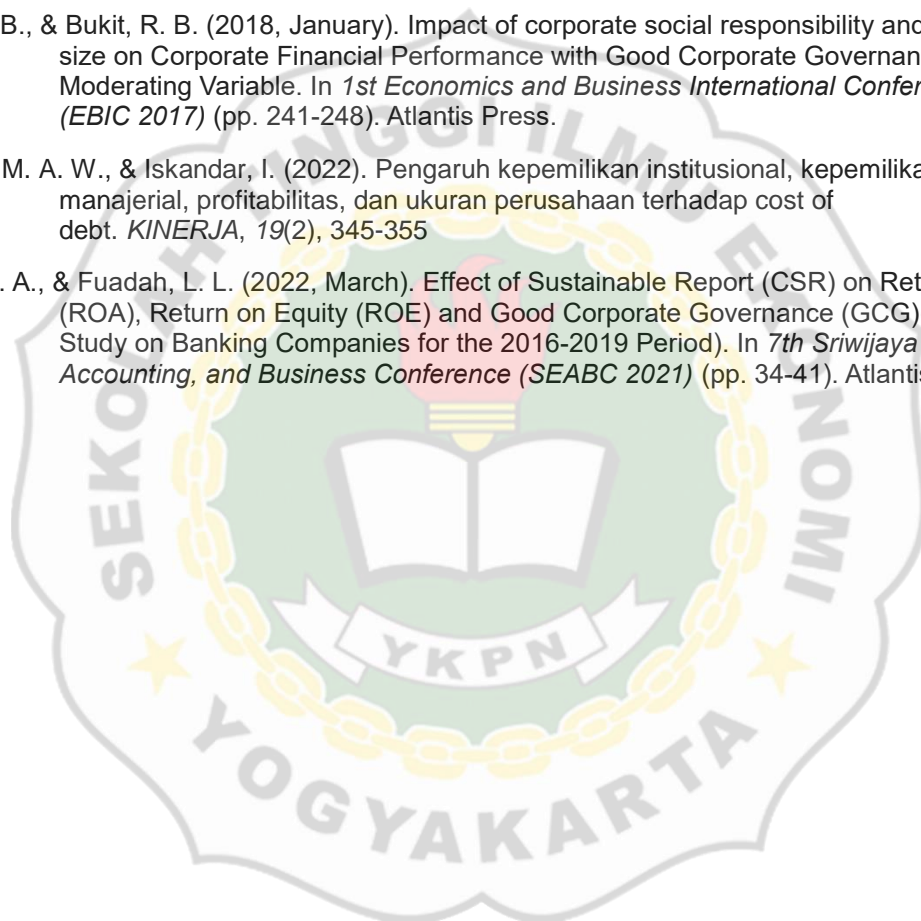 B., & Bukit, R. B. (2018, January). Impact of corporate social responsibility and
size on Corporate Financial Performance with Good Corporate Governan
Moderating Variable. In 1st Economics and Business International Confer
(EBIC 2017) (pp. 241-248). Atlantis Press.
M. A. W., & Iskandar, I. (2022). Pengaruh kepemilikan institusional, kepemilika
manajerial, profitabilitas, dan ukuran perusahaan terhadap cost of
debt. KINERJA, 19(2), 345-355
. A., & Fuadah, L. L. (2022, March). Effect of Sustainable Report (CSR) on Ret
(ROA), Return on Equity (ROE) and Good Corporate Governance (GCG)
Study on Banking Companies for the 2016-2019 Period). In 7th Sriwijaya
Accounting, and Business Conference (SEABC 2021) (pp. 34-41). Atlantis
SEKOLAH TINGGI ILMU EKONOMI
YKPN
YOGYAKARTA